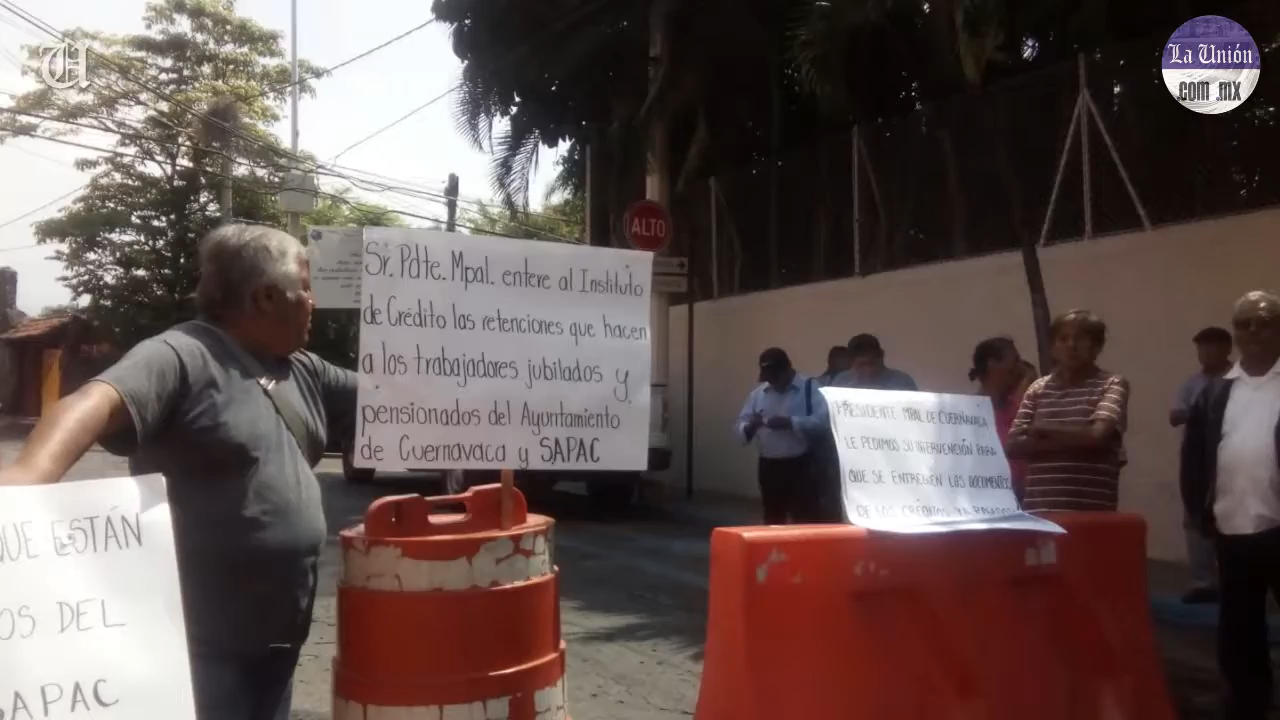 U
La Unión
.com .mx
ALTO
Sr. Pdte. Mpal. entere al Instituto
de Crédito las retenciones que hacen
a los trabajadores jubilados y
pensionados del Ayuntamiento
de Cuernavaca y SAPAC
PRESIDENTE MPAL DE CUERNAVACA
LE PEDIMOS SU INTERVENCIÓN PARA
QUE SE ENTREGUEN LOS DOCUMENTOS
DE LOS CRÉDITOS YA
QUE ESTÁN
OS DEL
SAPAC